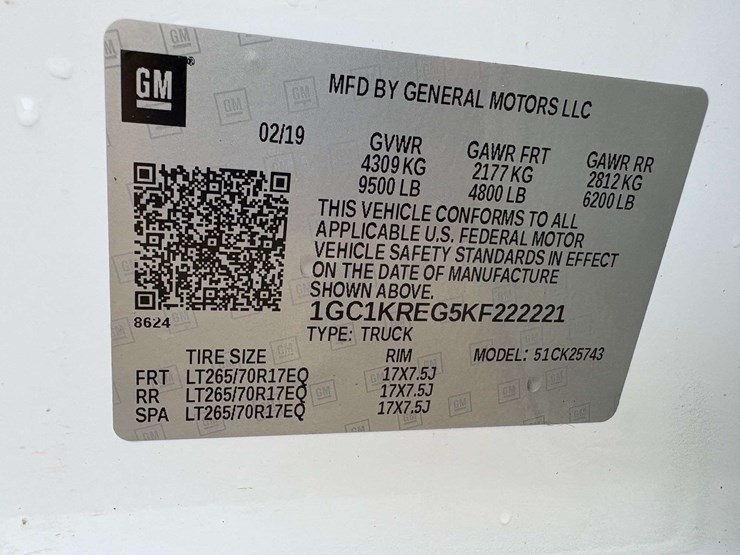 GM
MFD BY GENERAL MOTORS LLC
02/19 GVWR GAWR FRT GAWR RR
4309 KG 2177 KG 2812 KG
9500 LB 4800 LB 6200 LB
THIS VEHICLE CONFORMS TO ALL
APPLICABLE U.S. FEDERAL MOTOR
VEHICLE SAFETY STANDARDS IN EFFECT
ON THE DATE OF MANUFACTURE
SHOWN ABOVE.
8624
1GC1KREG5KF222221
TYPE: TRUCK
TIRE SIZE RIM MODEL: 51CK25743
FRT LT265/70R17EQ 17X7.5J
RR LT265/70R17EQ 17X7.5J
SPA LT265/70R17EQ 17X7.5J